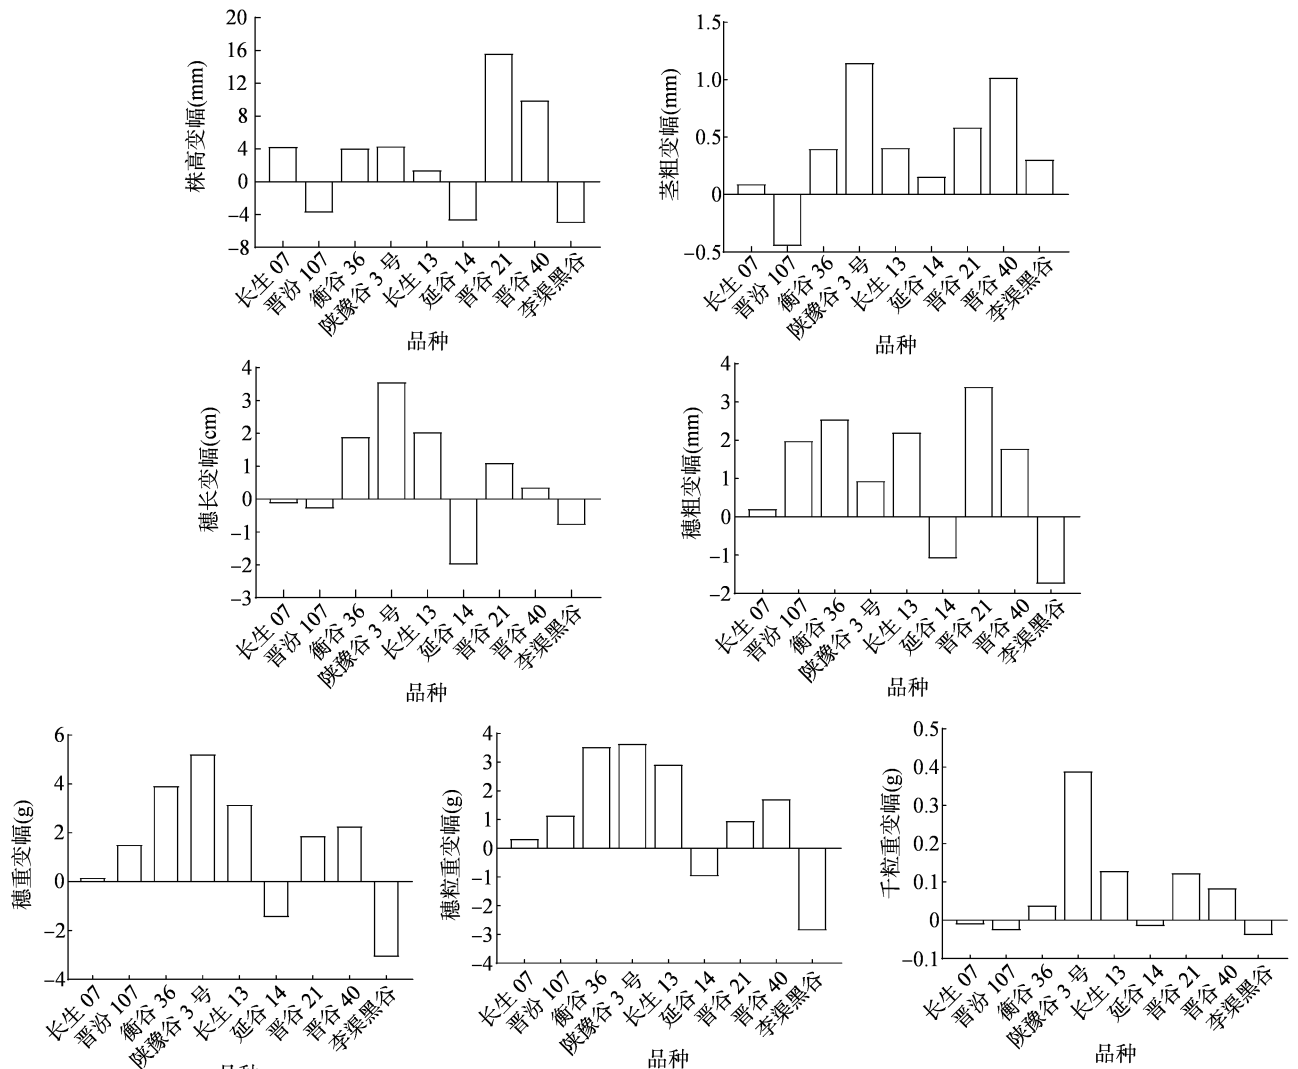 株高变幅(mm)
20
16
12
8
4
0
−4
−8
长生 07
晋汾 107
衡谷 36
陕豫谷 3 号
长生 13
延谷 14
晋谷 21
晋谷 40
李渠黑谷
品种
茎粗变幅(mm)
1.5
1.0
0.5
0
−0.5
长生 07
晋汾 107
衡谷 36
陕豫谷 3 号
长生 13
延谷 14
晋谷 21
晋谷 40
李渠黑谷
品种
穗长变幅(cm)
4
3
2
1
0
−1
−2
−3
长生 07
晋汾 107
衡谷 36
陕豫谷 3 号
长生 13
延谷 14
晋谷 21
晋谷 40
李渠黑谷
品种
穗粗变幅(mm)
4
3
2
1
0
−1
−2
长生 07
晋汾 107
衡谷 36
陕豫谷 3 号
长生 13
延谷 14
晋谷 21
晋谷 40
李渠黑谷
品种
穗重变幅(g)
6
4
2
0
−2
−4
长生 07
晋汾 107
衡谷 36
陕豫谷 3 号
长生 13
延谷 14
晋谷 21
晋谷 40
李渠黑谷
穗粒重变幅(g)
4
3
2
1
0
−1
−2
−3
−4
长生 07
晋汾 107
衡谷 36
陕豫谷 3 号
长生 13
延谷 14
晋谷 21
晋谷 40
李渠黑谷
品种
千粒重变幅(g)
0.5
0.4
0.3
0.2
0.1
0
−0.1
长生 07
晋汾 107
衡谷 36
陕豫谷 3 号
长生 13
延谷 14
晋谷 21
晋谷 40
李渠黑谷
品种